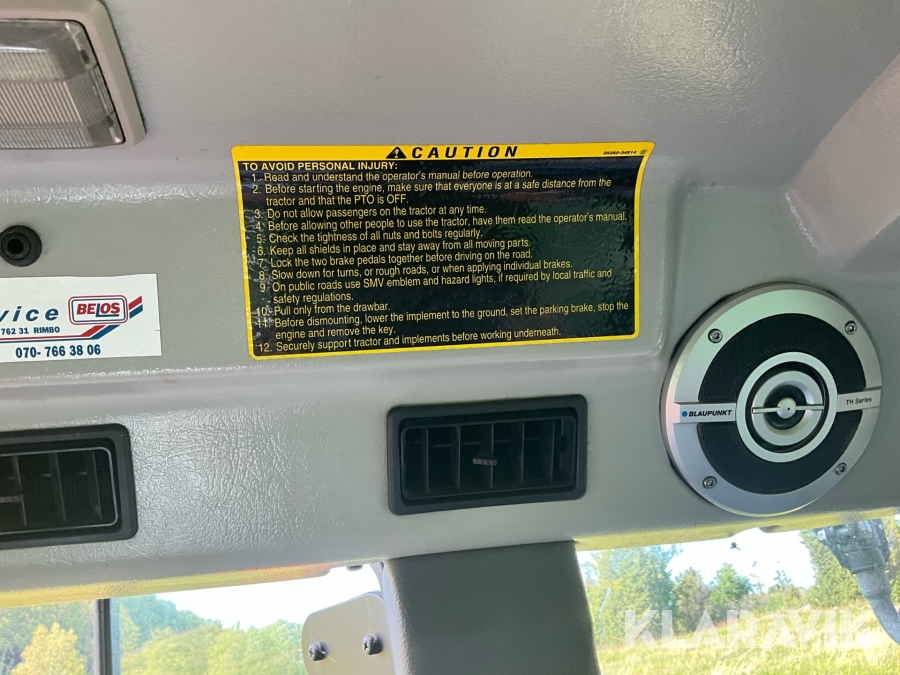 CAUTION
35260-34914
TO AVOID PERSONAL INJURY:
1. Read and understand the operator's manual before operation.
2. Before starting the engine, make sure that everyone is at a safe distance from the
tractor and that the PTO is OFF.
3. Do not allow passengers on the tractor at any time.
4. Before allowing other people to use the tractor, have them read the operator's manual.
5. Check the tightness of all nuts and bolts regularly.
6. Keep all shields in place and stay away from all moving parts.
7. Lock the two brake pedals together before driving on the road.
8. Slow down for turns, or rough roads, or when applying individual brakes.
9. On public roads use SMV emblem and hazard lights, if required by local traffic and
safety regulations.
10. Pull only from the drawbar.
11. Before dismounting, lower the implement to the ground, set the parking brake, stop the
engine and remove the key.
12. Securely support tractor and implements before working underneath.
vice BELOS
762 31 RIMBO
070- 766 38 06
BLAUPUNKT TH Series
KLARAVIK